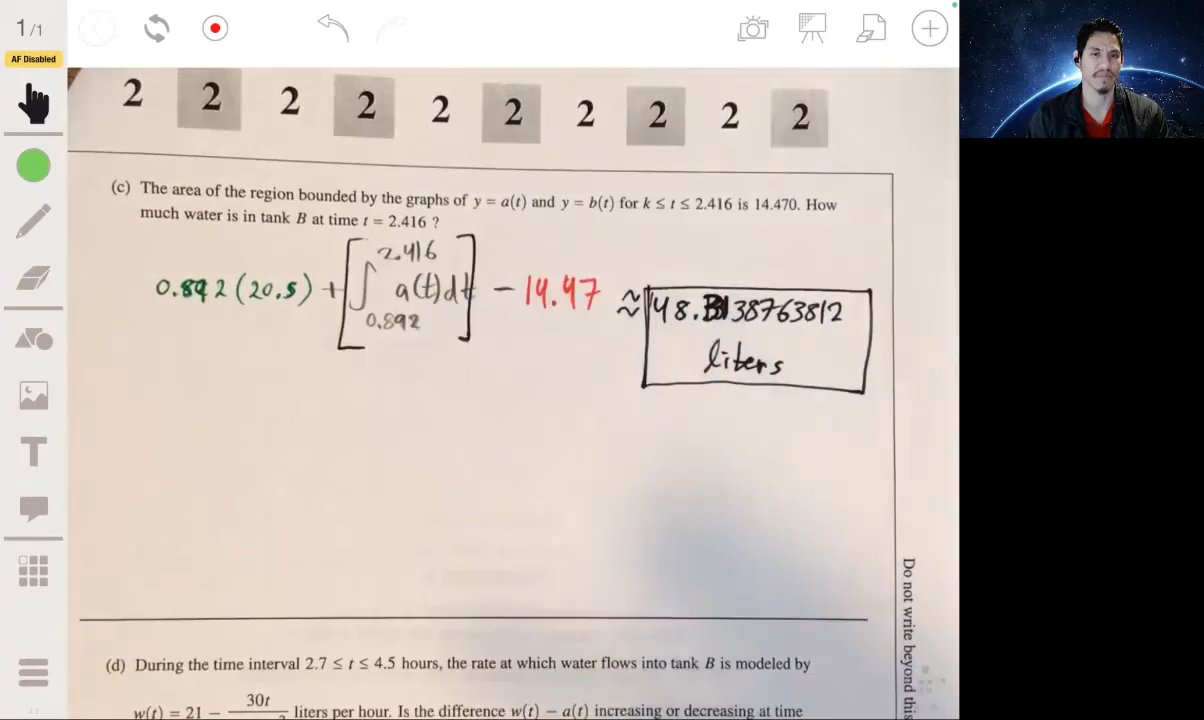 1/1
AF Disabled
2 2 2 2 2 2 2 2 2 2
(c) The area of the region bounded by the graphs of y = a(t) and y = b(t) for k ≤ t ≤ 2.416 is 14.470. How
much water is in tank B at time t = 2.416 ?
0.892(20.5) + [∫ 2.416 0.892 a(t)dt] − 14.47 ≈ 48.3138763812
liters
T
Do not write beyond this
(d) During the time interval 2.7 ≤ t ≤ 4.5 hours, the rate at which water flows into tank B is modeled by
w(t) = 21 − 30t liters per hour. Is the difference w(t) − a(t) increasing or decreasing at time